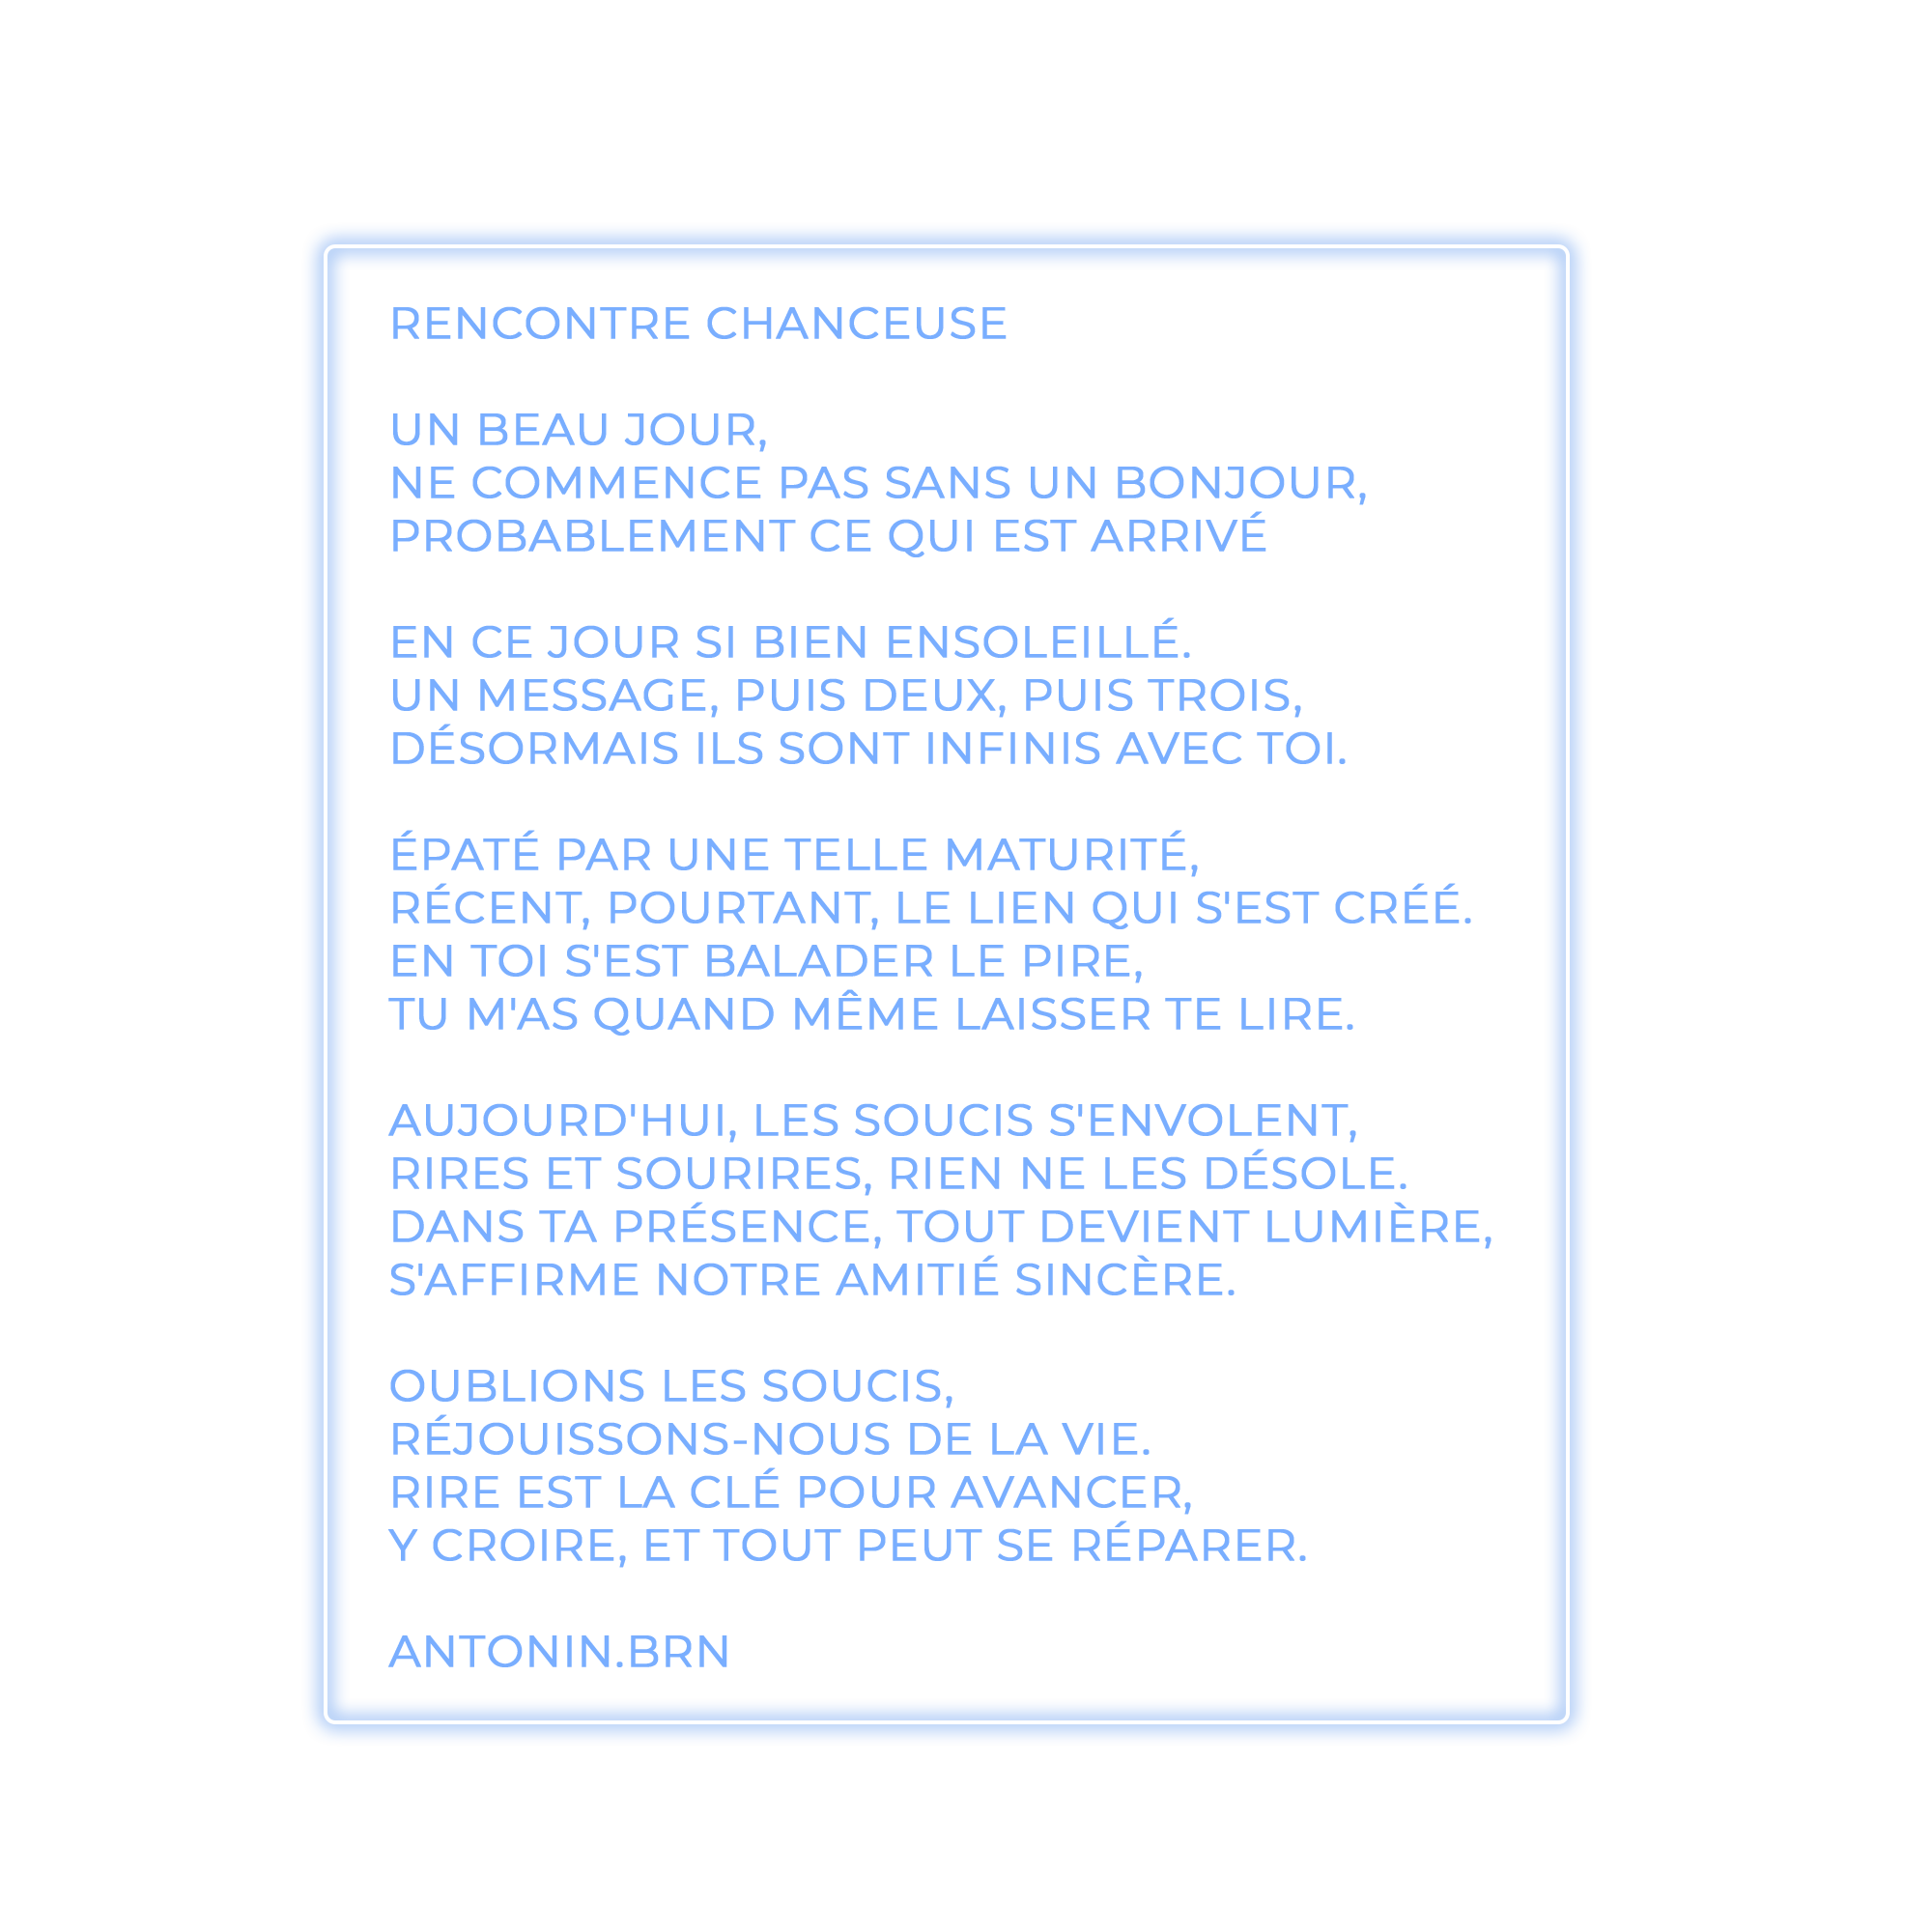 RENCONTRE CHANCEUSE
UN BEAU JOUR,
NE COMMENCE PAS SANS UN BONJOUR,
PROBABLEMENT CE QUI EST ARRIVÉ
EN CE JOUR SI BIEN ENSOLEILLÉ.
UN MESSAGE, PUIS DEUX, PUIS TROIS,
DÉSORMAIS ILS SONT INFINIS AVEC TOI.
ÉPATÉ PAR UNE TELLE MATURITÉ,
RÉCENT, POURTANT, LE LIEN QUI S'EST CRÉÉ.
EN TOI S'EST BALADER LE PIRE,
TU M'AS QUAND MÊME LAISSER TE LIRE.
AUJOURD'HUI, LES SOUCIS S'ENVOLENT,
RIRES ET SOURIRES, RIEN NE LES DÉSOLE.
DANS TA PRÉSENCE, TOUT DEVIENT LUMIÈRE,
S'AFFIRME NOTRE AMITIÉ SINCÈRE.
OUBLIONS LES SOUCIS,
RÉJOUISSONS-NOUS DE LA VIE.
RIRE EST LA CLÉ POUR AVANCER,
Y CROIRE, ET TOUT PEUT SE RÉPARER.
ANTONIN.BRN